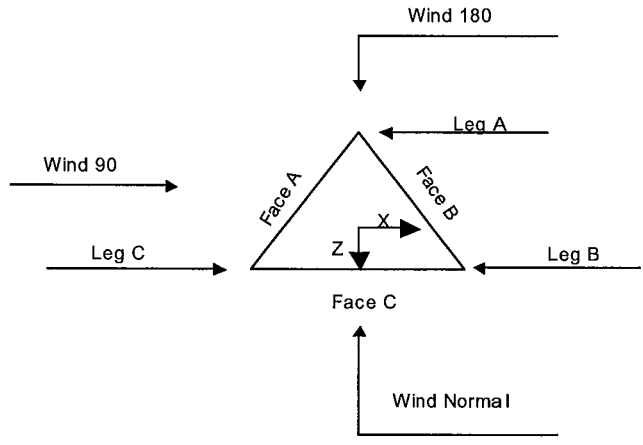 Wind 180
Leg A
Wind 90
Face A
Face B
X
Z
Leg C
Leg B
Face C
Wind Normal